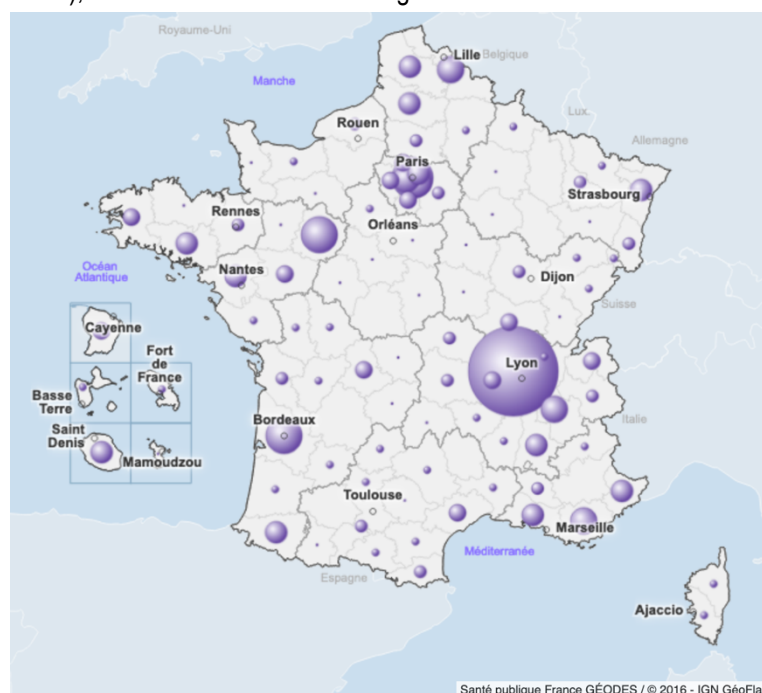 Royaume-Uni
Lille
Belgique
Manche
Lux.
Rouen
Allemagne
Paris
Strasbourg
Rennes
Orléans
Océan
Atlantique
Nantes
Dijon
Suisse
Cayenne
Fort
de
France
Lyon
Basse
Terre
Bordeaux
Italie
Saint
Denis
Mamoudzou
Toulouse
Marseille
Méditerranée
Espagne
Ajaccio
Santé publique France GÉODES / © 2016 - IGN GéoFla